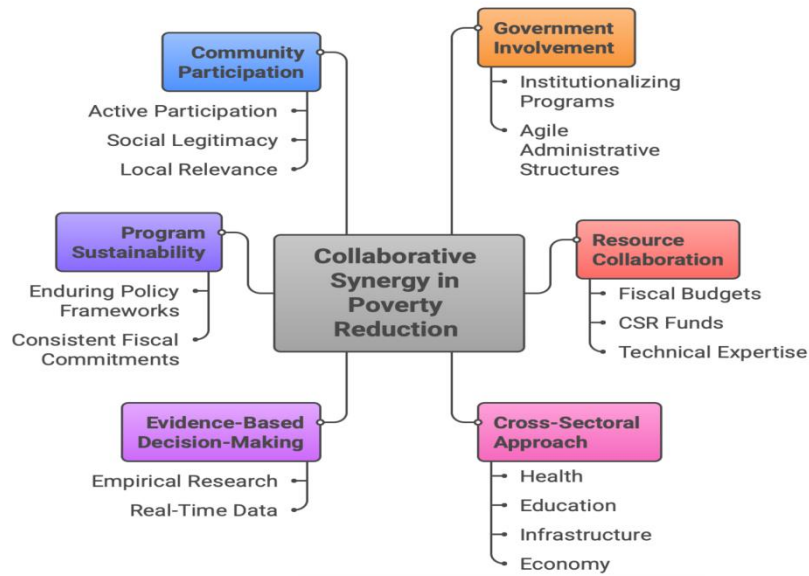 Community
Participation
Active Participation
Social Legitimacy
Local Relevance
Government
Involvement
Institutionalizing
Programs
Agile
Administrative
Structures
Program
Sustainability
Enduring Policy
Frameworks
Consistent Fiscal
Commitments
Collaborative
Synergy in
Poverty
Reduction
Resource
Collaboration
Fiscal Budgets
CSR Funds
Technical Expertise
Evidence-Based
Decision-Making
Empirical Research
Real-Time Data
Cross-Sectoral
Approach
Health
Education
Infrastructure
Economy